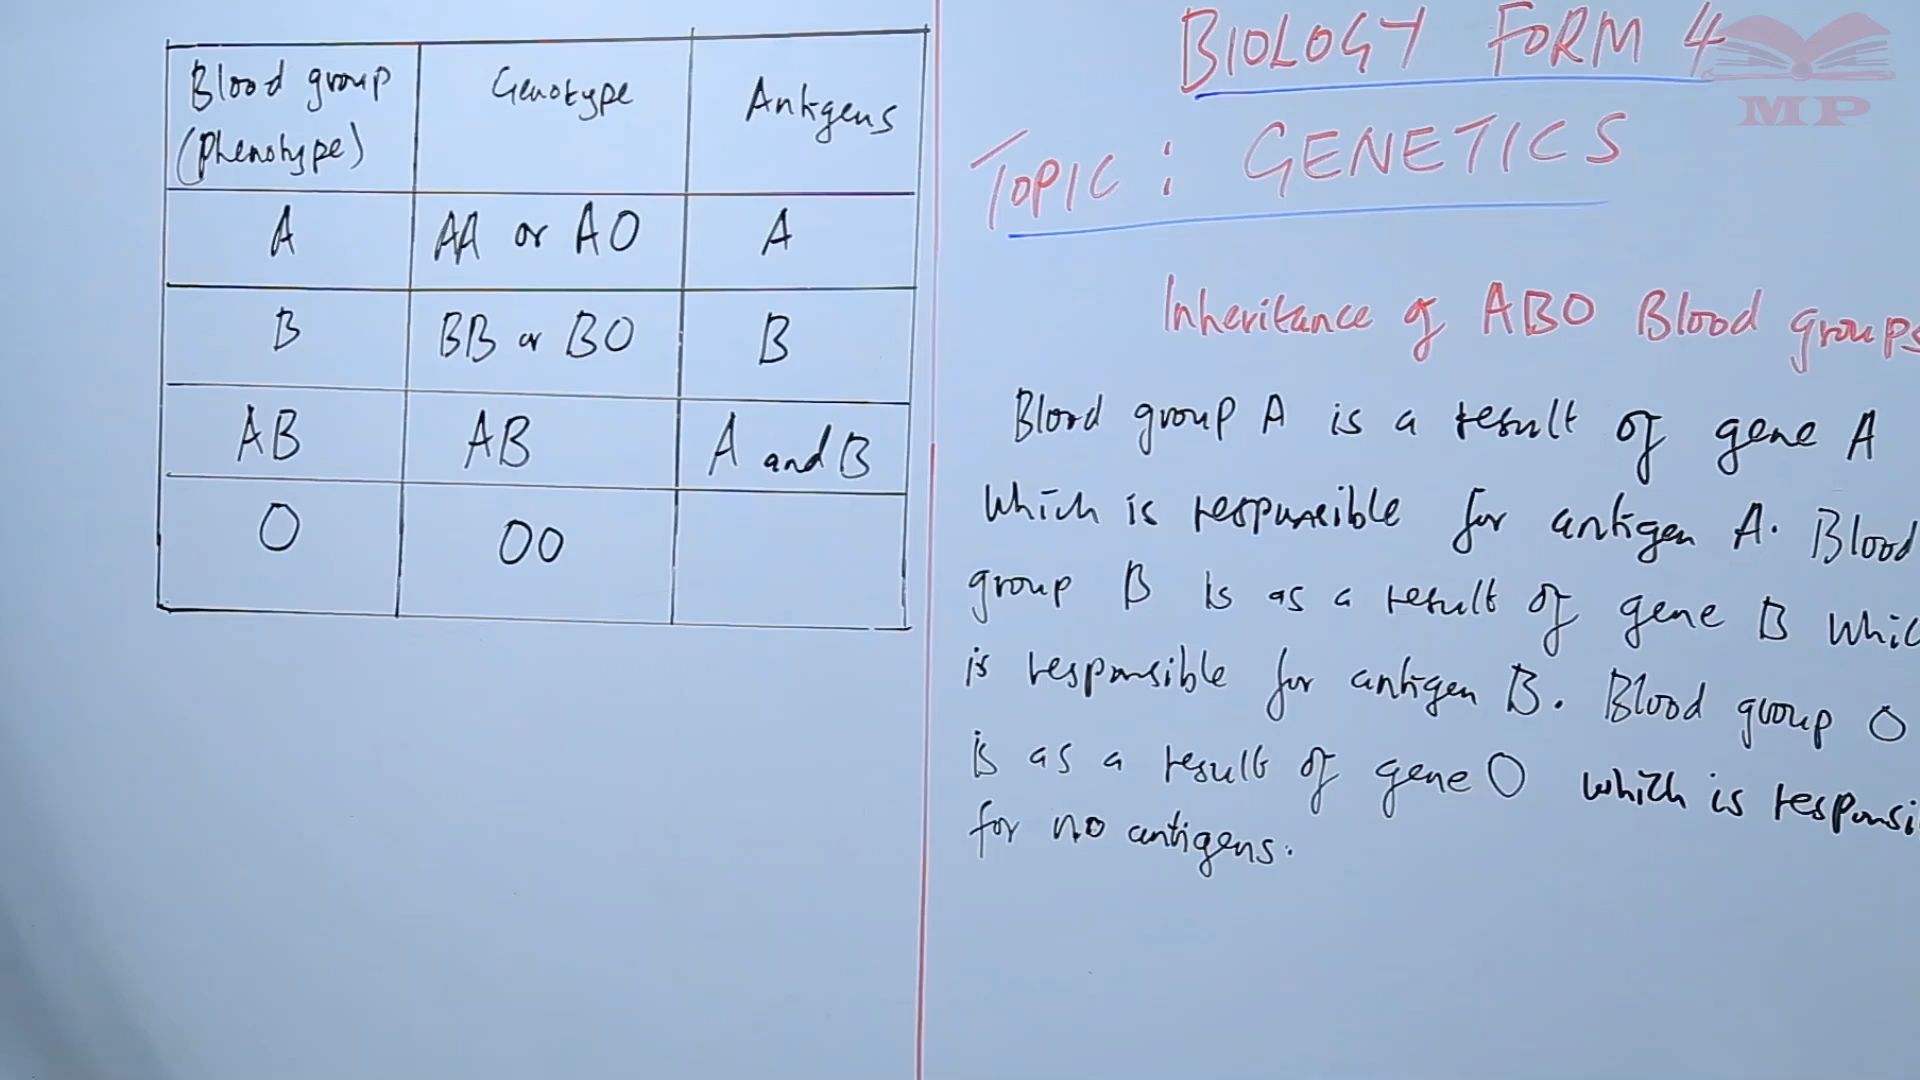 Blood group (Phenotype) Genotype Antigens
A AA or AO A
B BB or BO B
AB AB A and B
O OO
BIOLOGY FORM 4
MP
TOPIC: GENETICS
Inheritance of ABO Blood groups
Blood group A is a result of gene A
which is responsible for antigen A. Blood
group B is as a result of gene B Whic
is responsible for antigen B. Blood group O
is as a result of gene O which is responsi
for no antigens.